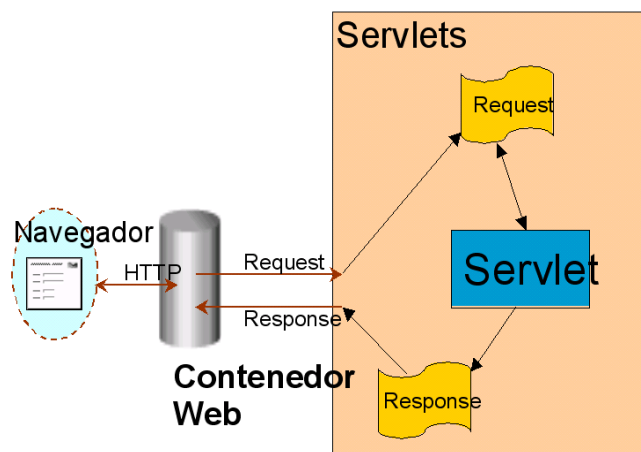 Servlets
Request
Navegador
HTTP
Request
Servlet
Response
Contenedor
Web
Response